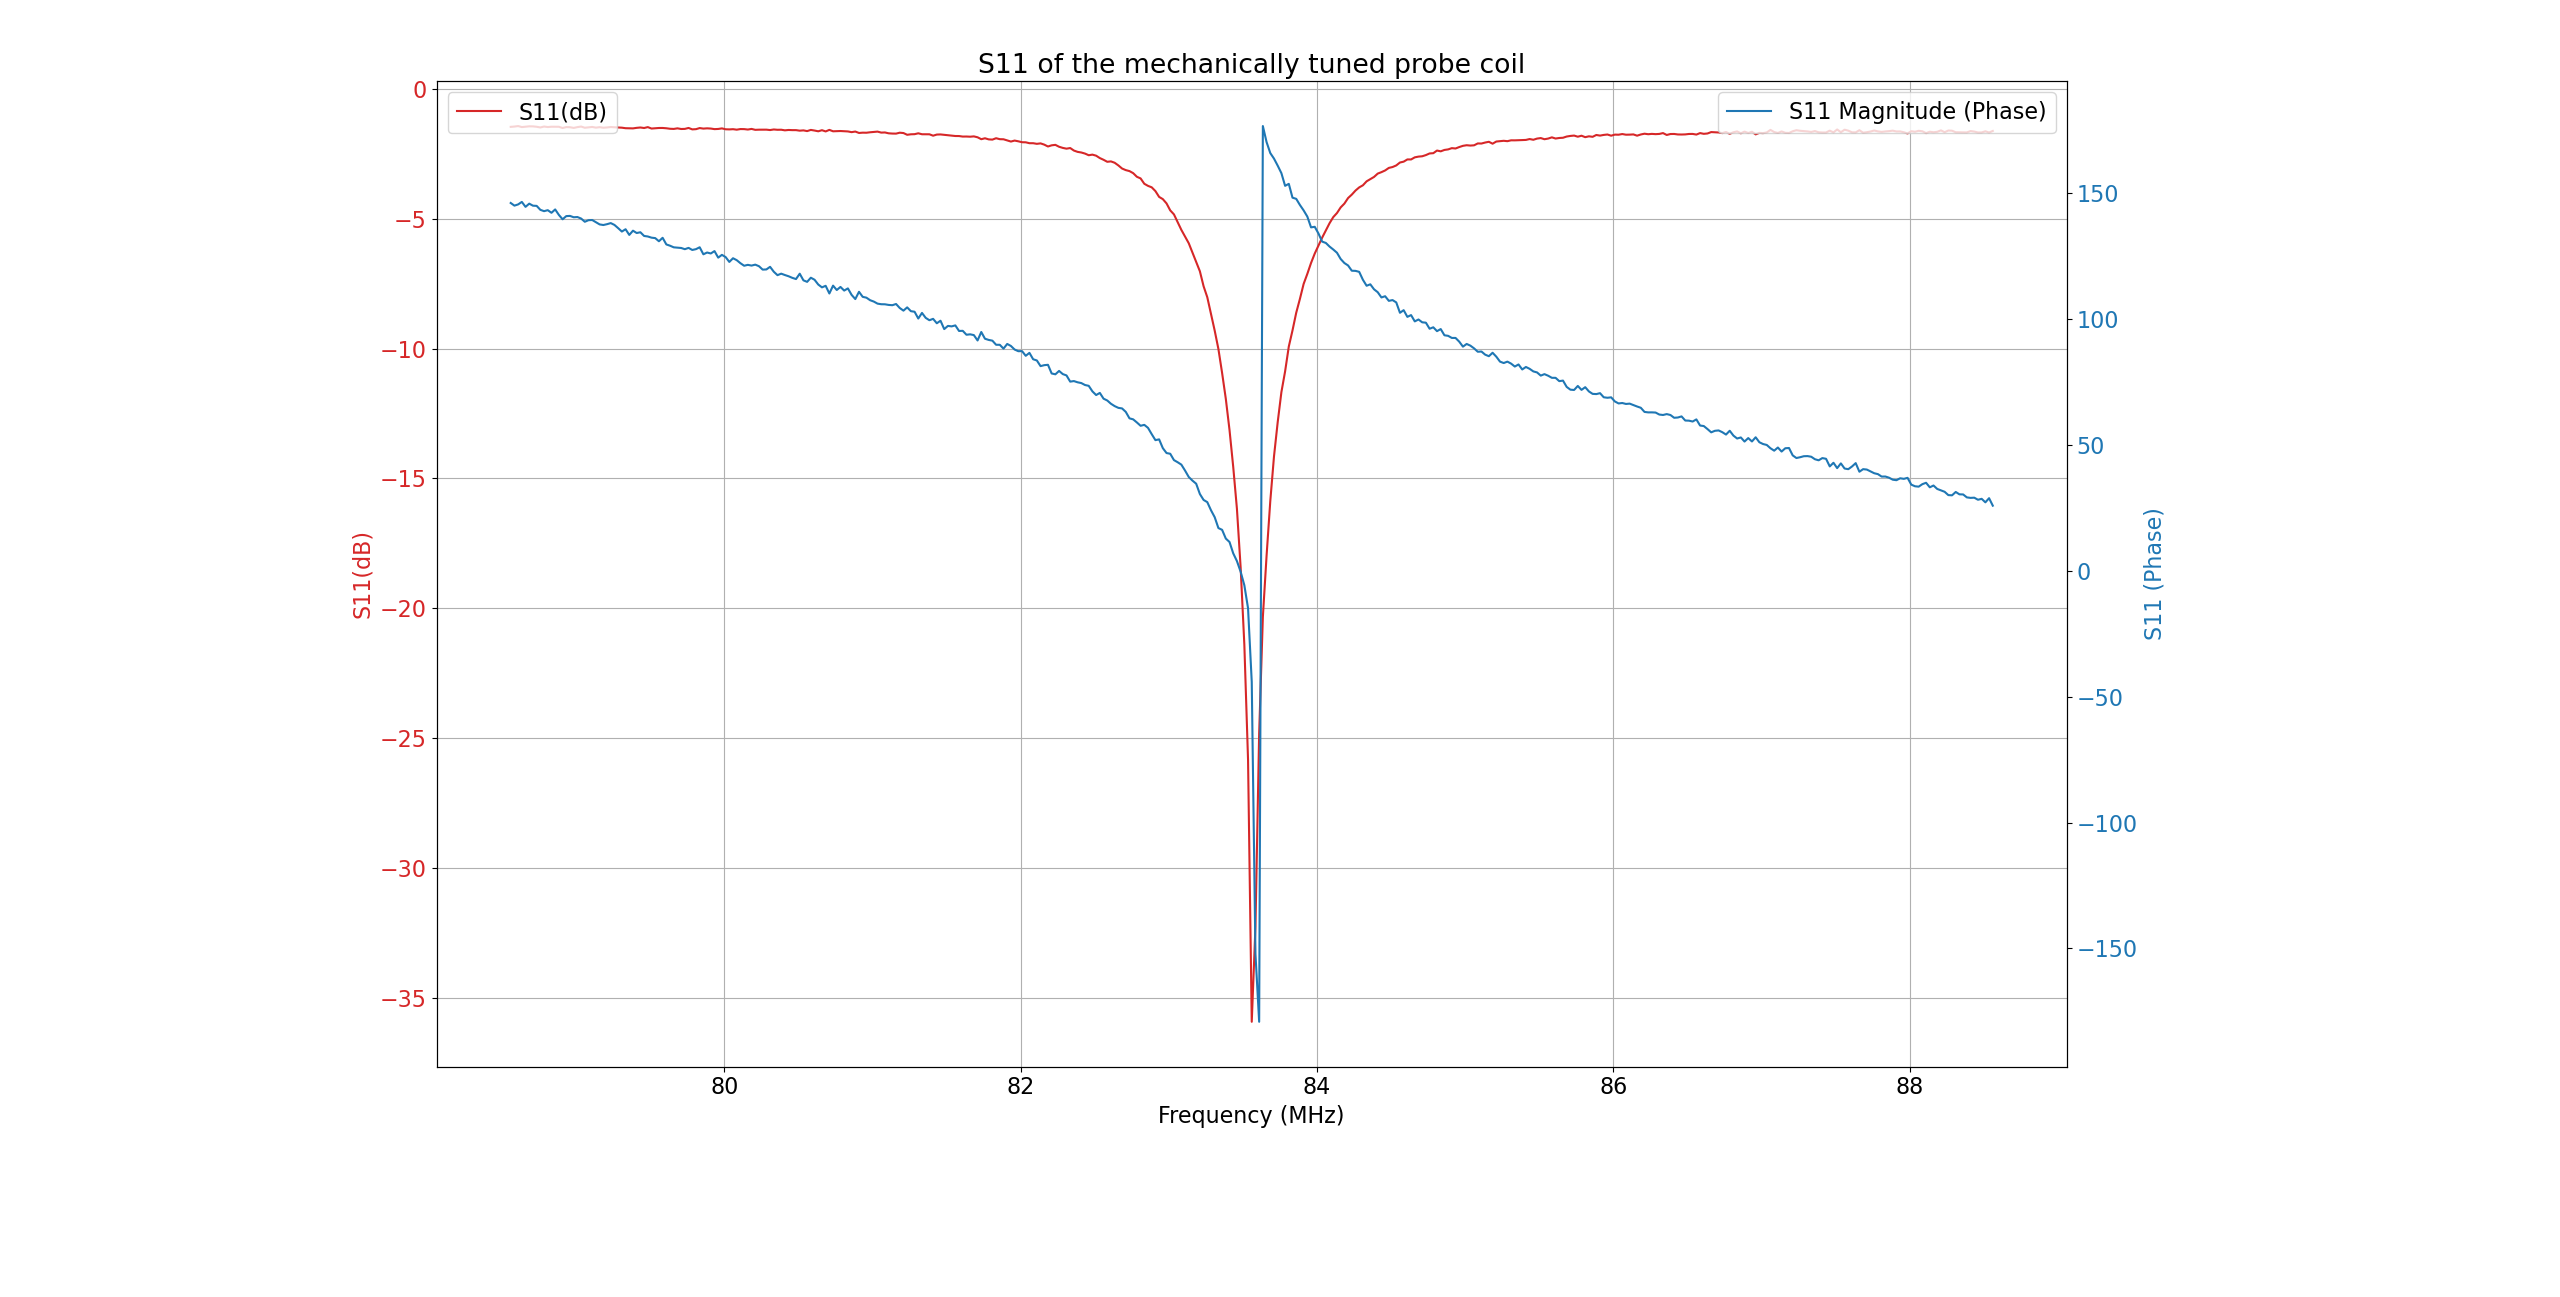 S11 of the mechanically tuned probe coil
S11(dB)
S11 Magnitude (Phase)
0
−5
−10
−15
−20
−25
−30
−35
S11(dB)
150
100
50
0
−50
−100
−150
S11 (Phase)
80 82 84 86 88
Frequency (MHz)